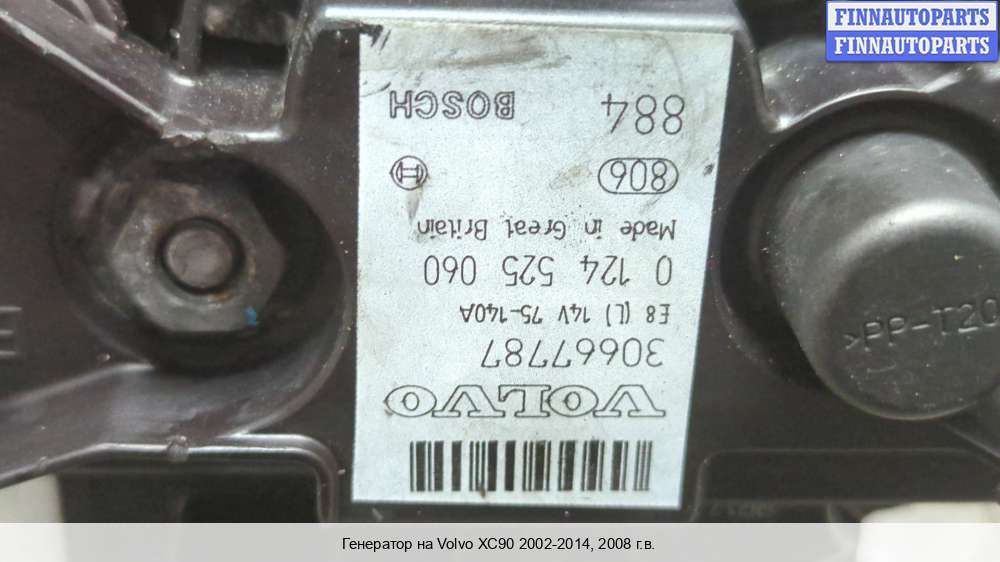 FINNAUTOPARTS
FINNAUTOPARTS
VOLVO
30667787
E8 (L) 14V 75-140A
0 124 525 060
Made in Great Britain
806
884 BOSCH
>PP-T20
Генератор на Volvo XC90 2002-2014, 2008 г.в.